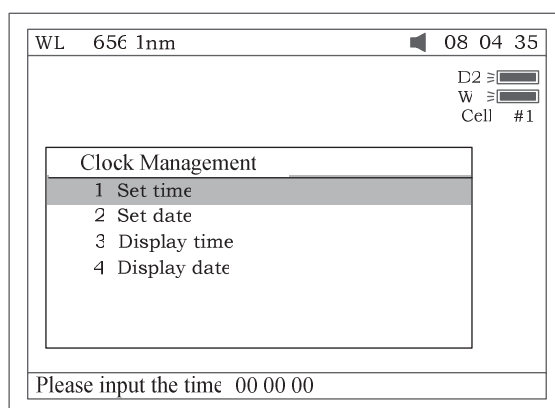 WL 656 1nm 08 04 35
D2
W
Cell #1
Clock Management
1 Set time
2 Set date
3 Display time
4 Display date
Please input the time 00 00 00